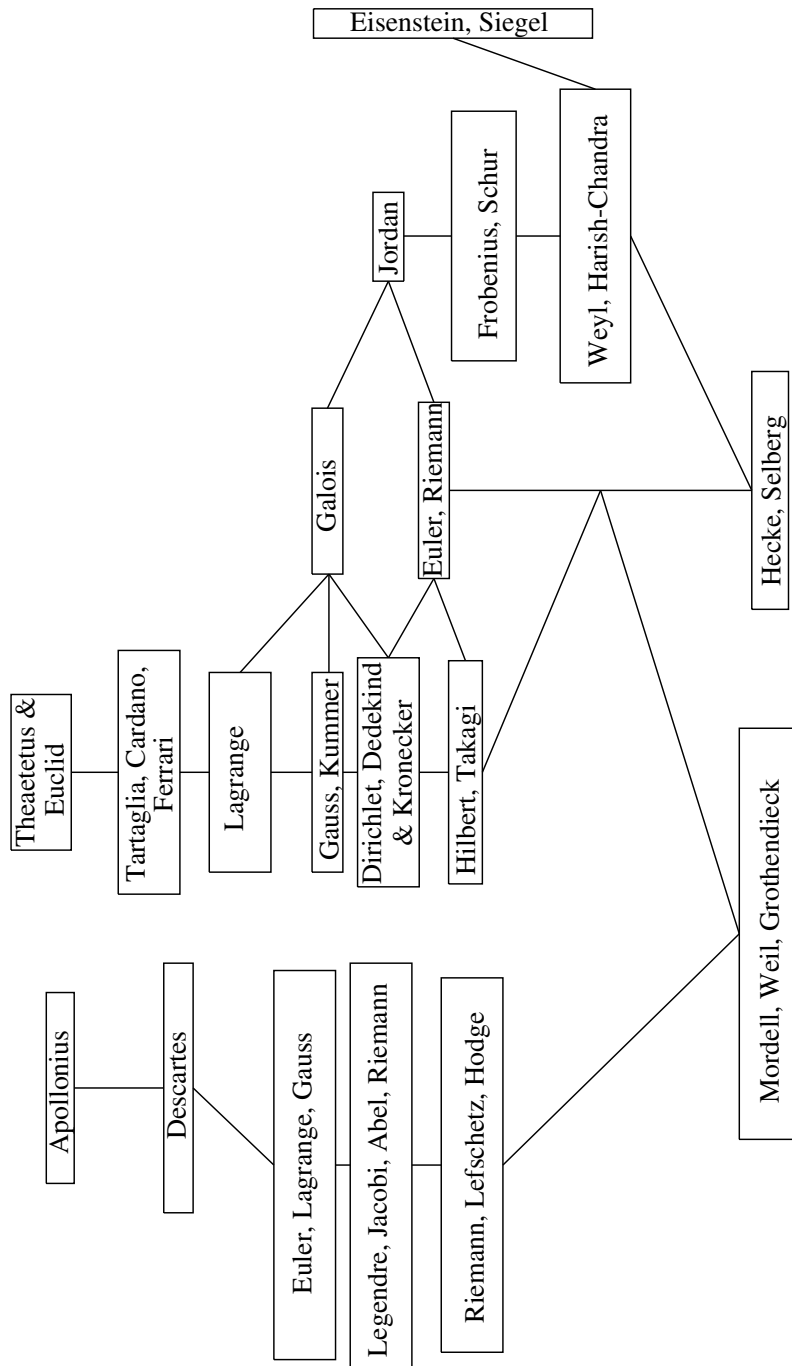 Apollonius
Descartes
Euler, Lagrange, Gauss
Legendre, Jacobi, Abel, Riemann
Riemann, Lefschetz, Hodge
Mordell, Weil, Grothendieck
Theaetetus &
Euclid
Tartaglia, Cardano,
Ferrari
Lagrange
Gauss, Kummer
Dirichlet, Dedekind
& Kronecker
Hilbert, Takagi
Galois
Euler, Riemann
Hecke, Selberg
Jordan
Frobenius, Schur
Weyl, Harish-Chandra
Eisenstein, Siegel